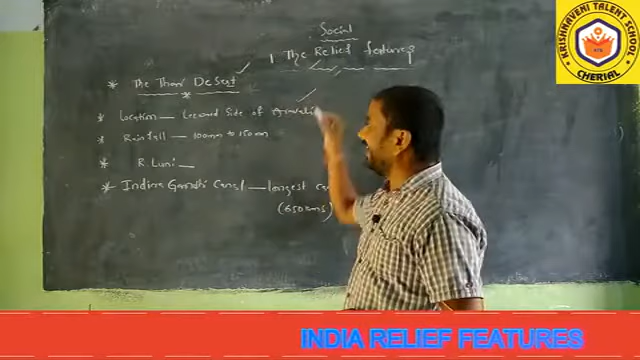 Social
1 The Relief features
* The Thar Desert
* Location — Leeward Side of Aravali
* Rainfall — 100mm to 150mm
* R. Luni —
* Indira Gandhi Canal — longest
(650 kms)
KRISHNAVENI TALENT SCHOOL
KTS
CHERIAL
INDIA RELIEF FEATURES